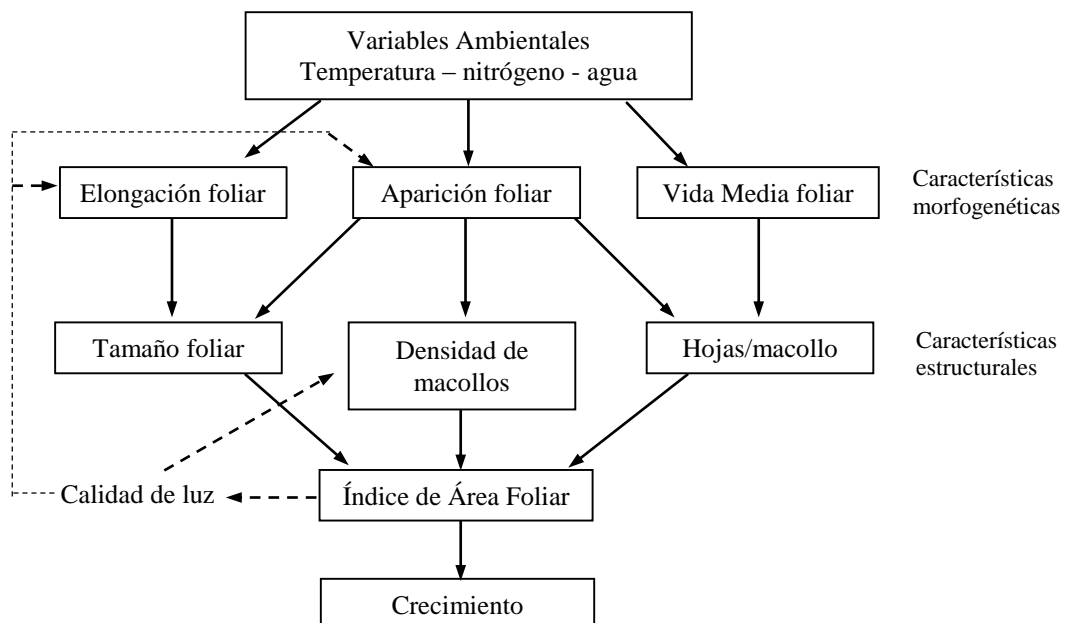 Variables Ambientales
Temperatura – nitrógeno - agua
Elongación foliar
Aparición foliar
Vida Media foliar
Características
morfogenéticas
Tamaño foliar
Densidad de
macollos
Hojas/macollo
Características
estructurales
Calidad de luz
Índice de Área Foliar
Crecimiento